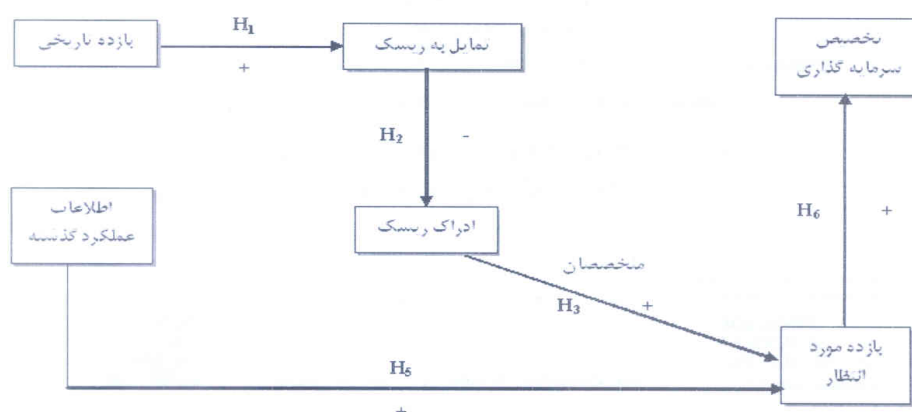 بازده تاریخی
H₁
+
تمایل به ریسک
تخصیص
سرمایه گذاری
H₂
-
اطلاعات
عملکرد گذشته
ادراک ریسک
H₆
+
متخصصان
H₃
+
بازده مورد
انتظار
H₅
+